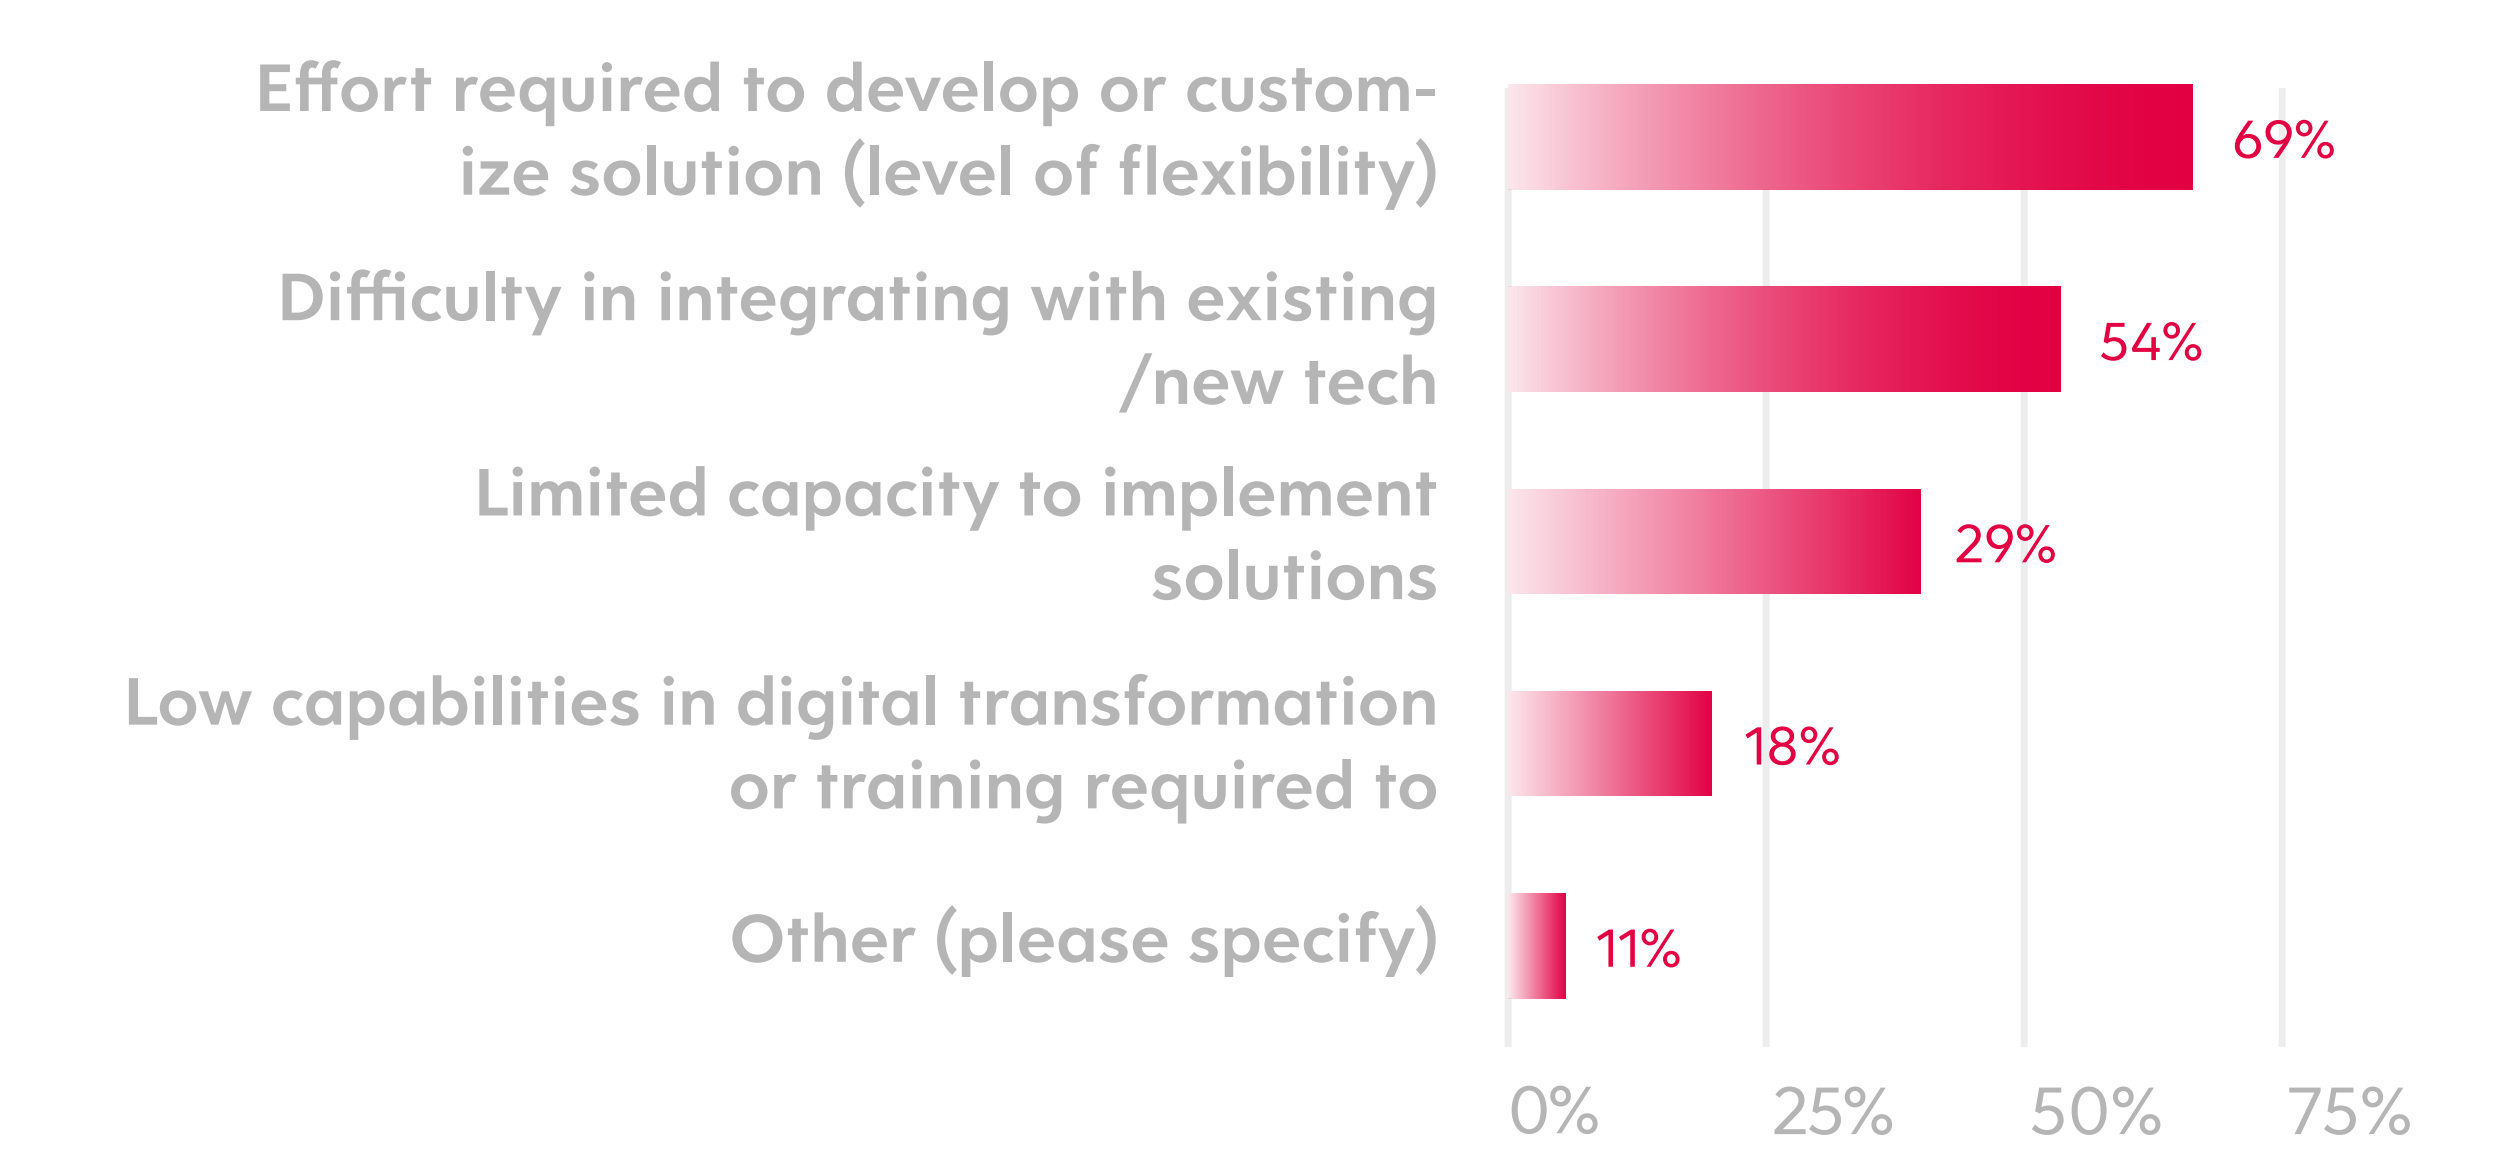 Effort required to develop or custom-
ize solution (level of flexibility)
69%
Difficulty in integrating with existing
/new tech
54%
Limited capacity to implement
solutions
29%
Low capabilities in digital transformation
or training required to
18%
Other (please specify)
11%
0% 25% 50% 75%